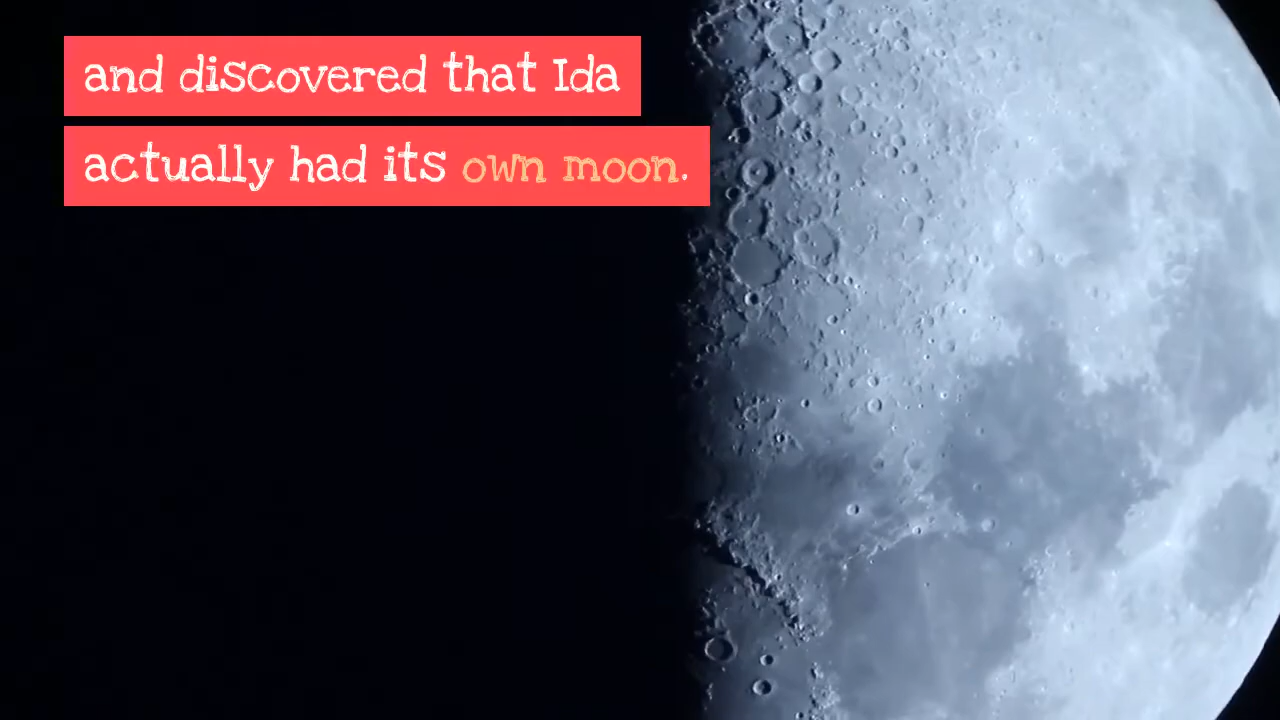 and discovered that Ida
actually had its own moon.